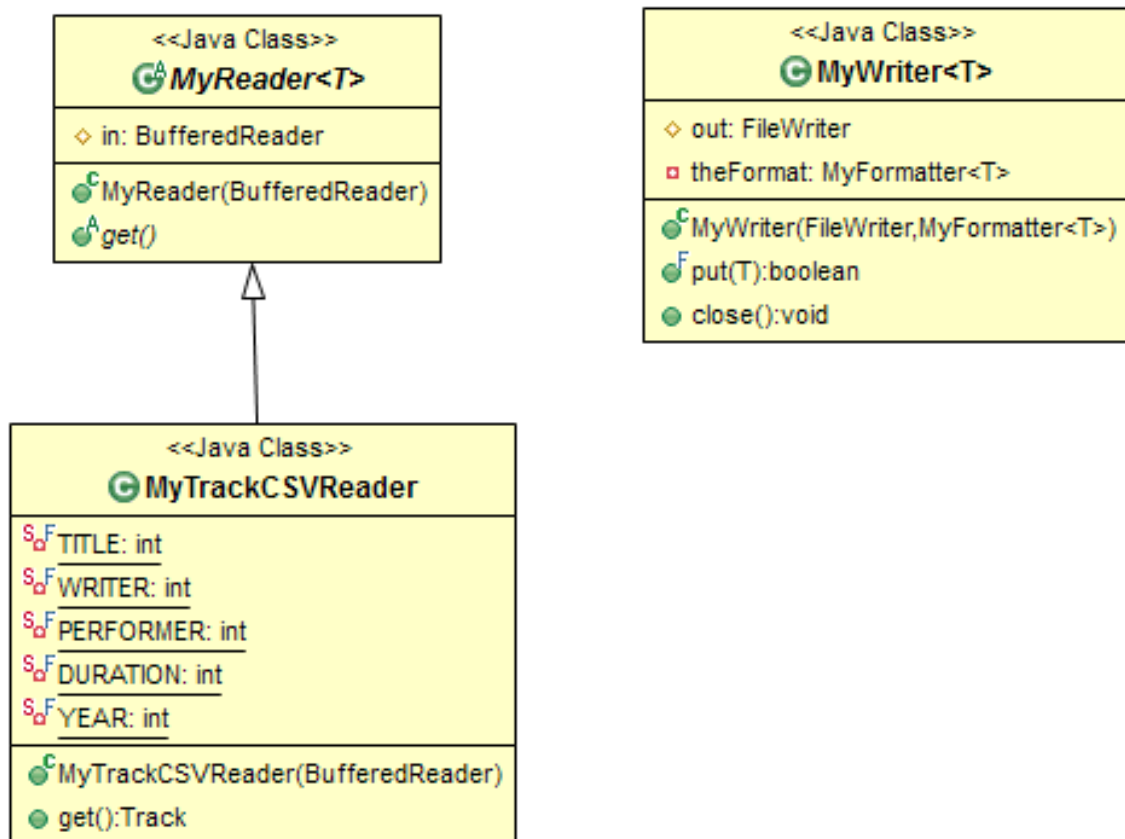 <<Java Class>>
MyReader<T>
in: BufferedReader
MyReader(BufferedReader)
get()
<<Java Class>>
MyWriter<T>
out: FileWriter
theFormat: MyFormatter<T>
MyWriter(FileWriter,MyFormatter<T>)
put(T):boolean
close():void
<<Java Class>>
MyTrackCSVReader
TITLE: int
WRITER: int
PERFORMER: int
DURATION: int
YEAR: int
MyTrackCSVReader(BufferedReader)
get():Track